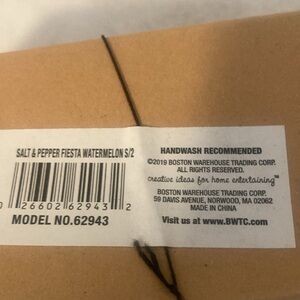 SALT & PEPPER FIESTA WATERMELON S/2
0 26602 62943 2
MODEL NO.62943
HANDWASH RECOMMENDED
©2019 BOSTON WAREHOUSE TRADING CORP.
ALL RIGHTS RESERVED.
creative ideas for home entertaining™
BOSTON WAREHOUSE TRADING CORP.
59 DAVIS AVENUE, NORWOOD, MA 02062
MADE IN CHINA
Visit us at www.BWTC.com